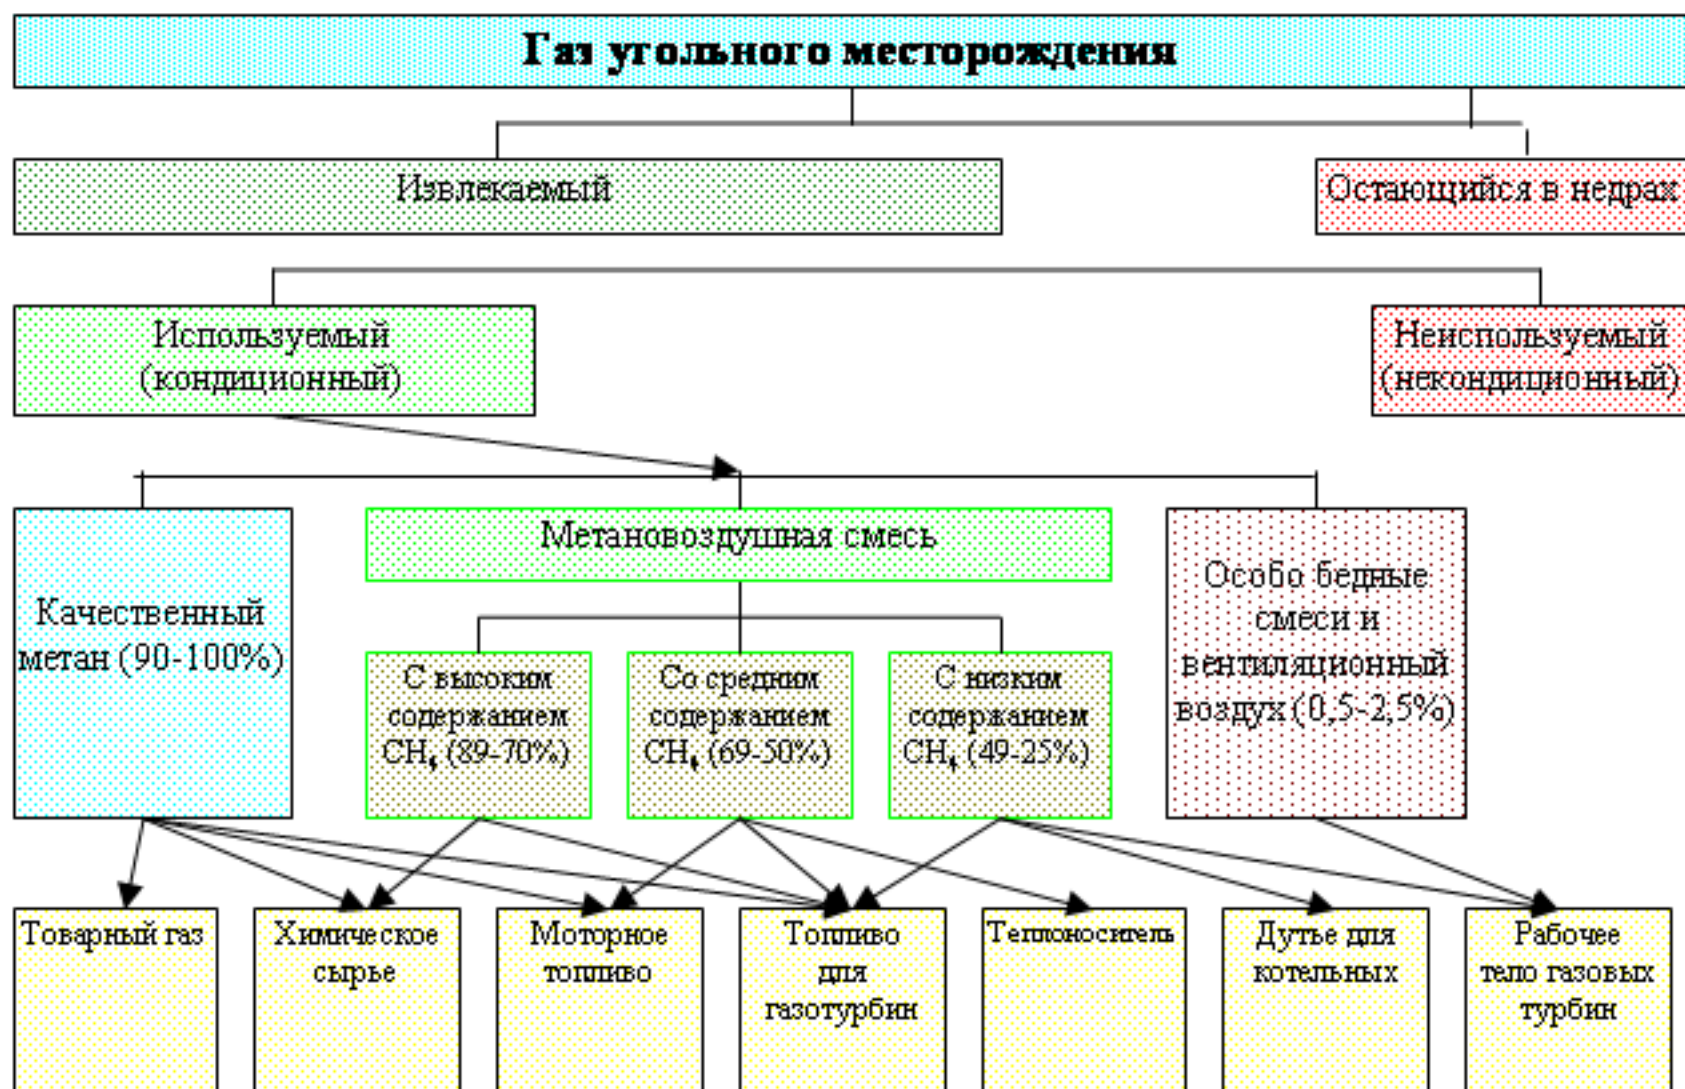 Газ угольного месторождения
Извлекаемый
Остающийся в недрах
Используемый
(кондиционный)
Неиспользуемый
(некондиционный)
Качественный
метан (90-100%)
Метановоздушная смесь
С высоким
содержанием
CH₄ (89-70%)
Со средним
содержанием
CH₄ (69-50%)
С низким
содержанием
CH₄ (49-25%)
Особо бедные
смеси и
вентиляционный
воздух (0,5-2,5%)
Товарный газ
Химическое
сырье
Моторное
топливо
Топливо
для
газотурбин
Теплоноситель
Дутье для
котельных
Рабочее
тело газовых
турбин